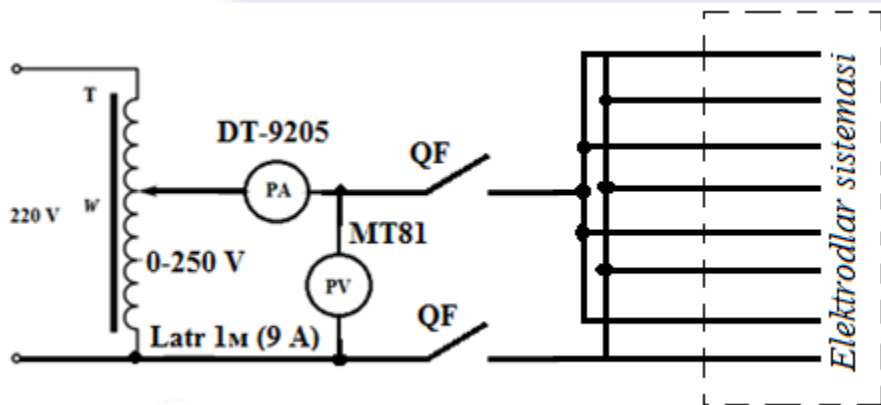 T
DT-9205
QF
PA
220 V
W
0-250 V
MT81
PV
QF
Latr 1м (9 A)
Elektrodlar sistemasi